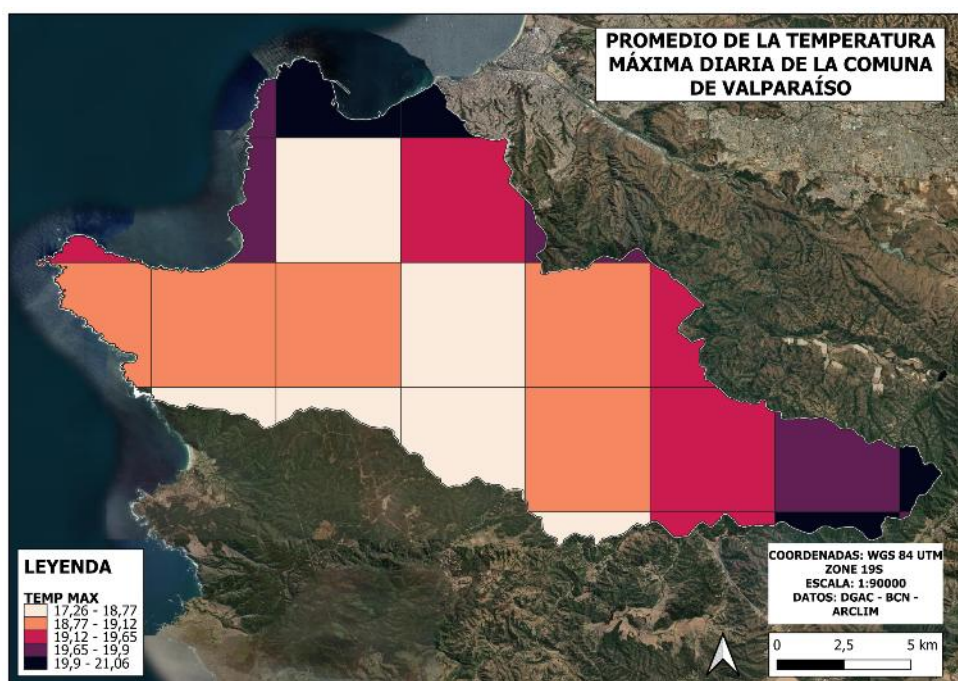 PROMEDIO DE LA TEMPERATURA
MÁXIMA DIARIA DE LA COMUNA
DE VALPARAÍSO
LEYENDA
TEMP MAX
17,26 - 18,77
18,77 - 19,12
19,12 - 19,65
19,65 - 19,9
19,9 - 21,06
COORDENADAS: WGS 84 UTM
ZONE 19S
ESCALA: 1:90000
DATOS: DGAC - BCN -
ARCLIM
0 2,5 5 km